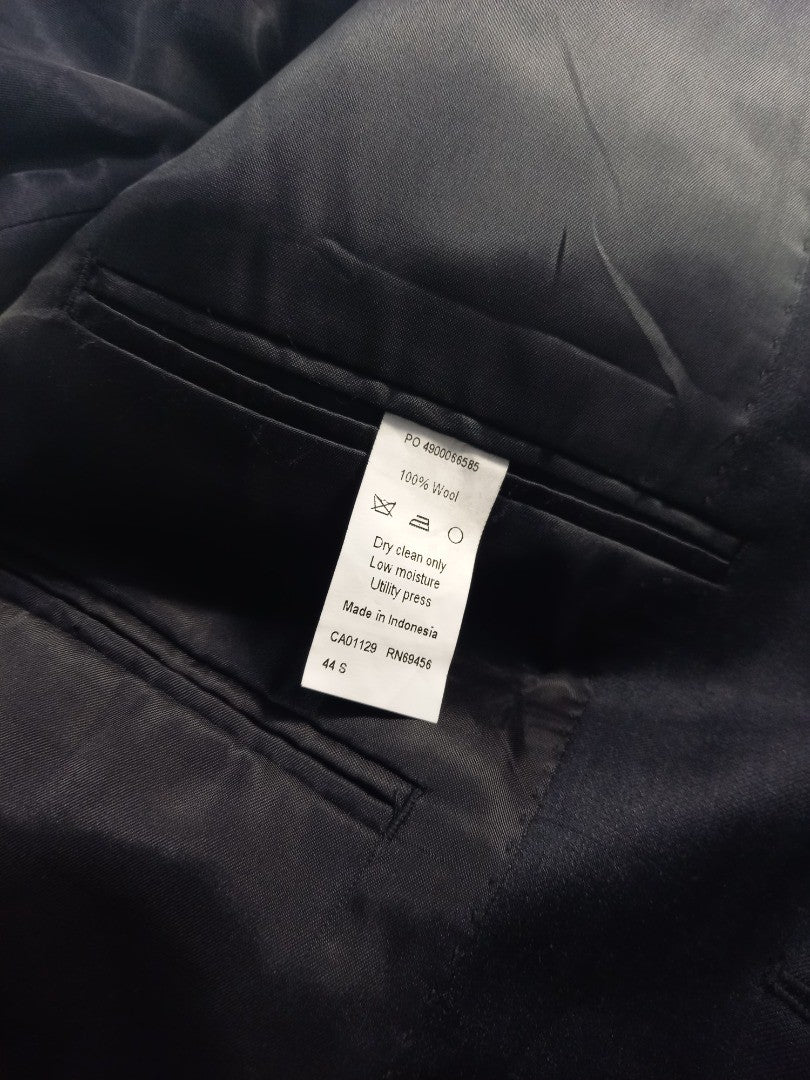 PO 4900066585
100% Wool
Dry clean only
Low moisture
Utility press
Made in Indonesia
CA01129 RN69456
44 S